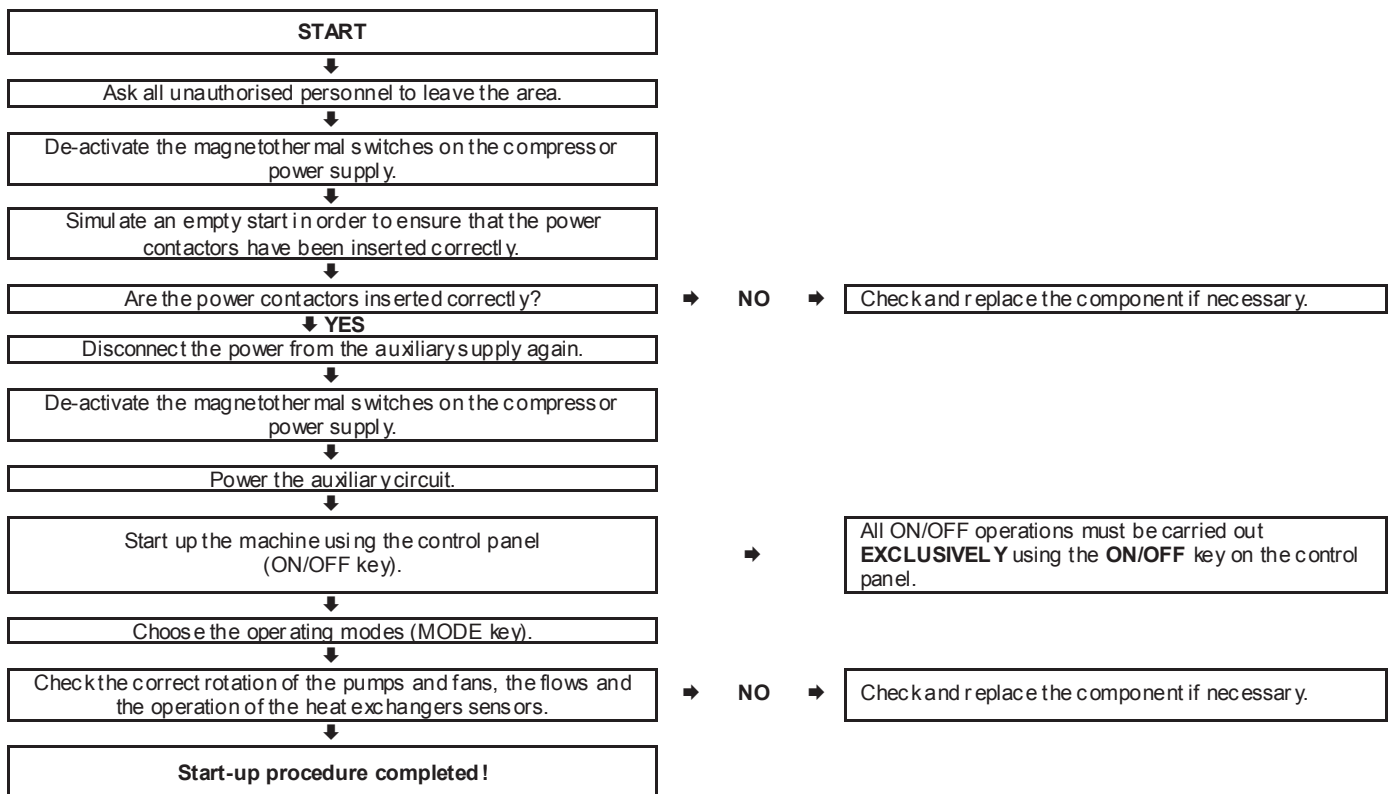 START
Ask all unauthorised personnel to leave the area.
De-activate the magnetothermal switches on the compressor
power supply.
Simulate an empty start in order to ensure that the power
contactors have been inserted correctly.
Are the power contactors inserted correctly?
NO
Check and replace the component if necessary.
YES
Disconnect the power from the auxiliary supply again.
De-activate the magnetothermal switches on the compressor
power supply.
Power the auxiliary circuit.
Start up the machine using the control panel
(ON/OFF key).
All ON/OFF operations must be carried out
EXCLUSIVELY using the ON/OFF key on the control
panel.
Choose the operating modes (MODE key).
Check the correct rotation of the pumps and fans, the flows and
the operation of the heat exchangers sensors.
NO
Check and replace the component if necessary.
Start-up procedure completed!